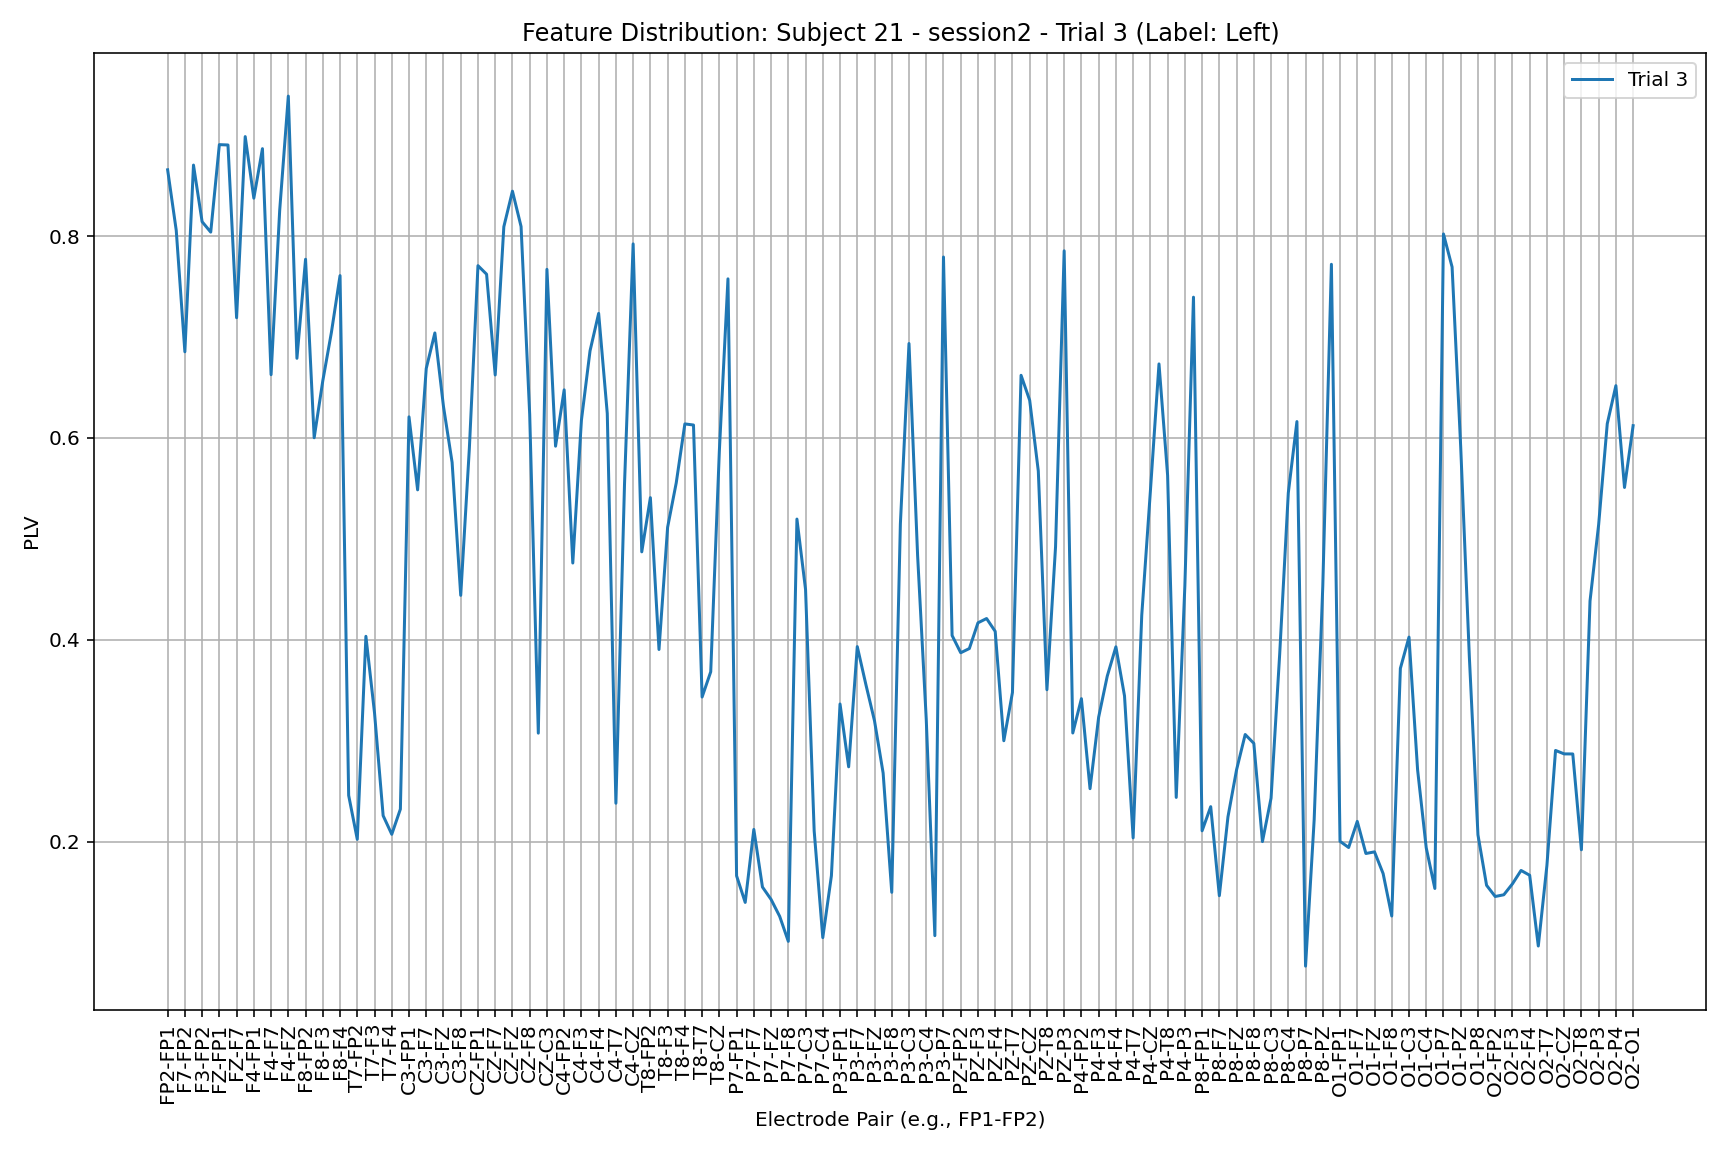 Feature Distribution: Subject 21 - session2 - Trial 3 (Label: Left)
Trial 3
PLV
0.8
0.6
0.4
0.2
FP2-FP1
F7-FP2
F3-FP2
FZ-FP1
FZ-F7
F4-FP1
F4-F7
F4-FZ
F8-FP2
F8-F3
F8-F4
T7-FP2
T7-F3
T7-F4
C3-FP1
C3-F7
C3-FZ
C3-F8
CZ-FP1
CZ-F7
CZ-FZ
CZ-F8
CZ-C3
C4-FP2
C4-F3
C4-F4
C4-T7
C4-CZ
T8-FP2
T8-F3
T8-F4
T8-T7
T8-CZ
P7-FP1
P7-F7
P7-FZ
P7-F8
P7-C3
P7-C4
P3-FP1
P3-F7
P3-FZ
P3-F8
P3-C3
P3-C4
P3-P7
PZ-FP2
PZ-F3
PZ-F4
PZ-T7
PZ-CZ
PZ-T8
PZ-P3
P4-FP2
P4-F3
P4-F4
P4-T7
P4-CZ
P4-T8
P4-P3
P8-FP1
P8-F7
P8-FZ
P8-F8
P8-C3
P8-C4
P8-P7
P8-PZ
O1-FP1
O1-F7
O1-FZ
O1-F8
O1-C3
O1-C4
O1-P7
O1-PZ
O1-P8
O2-FP2
O2-F3
O2-F4
O2-T7
O2-CZ
O2-T8
O2-P3
O2-P4
O2-O1
Electrode Pair (e.g., FP1-FP2)